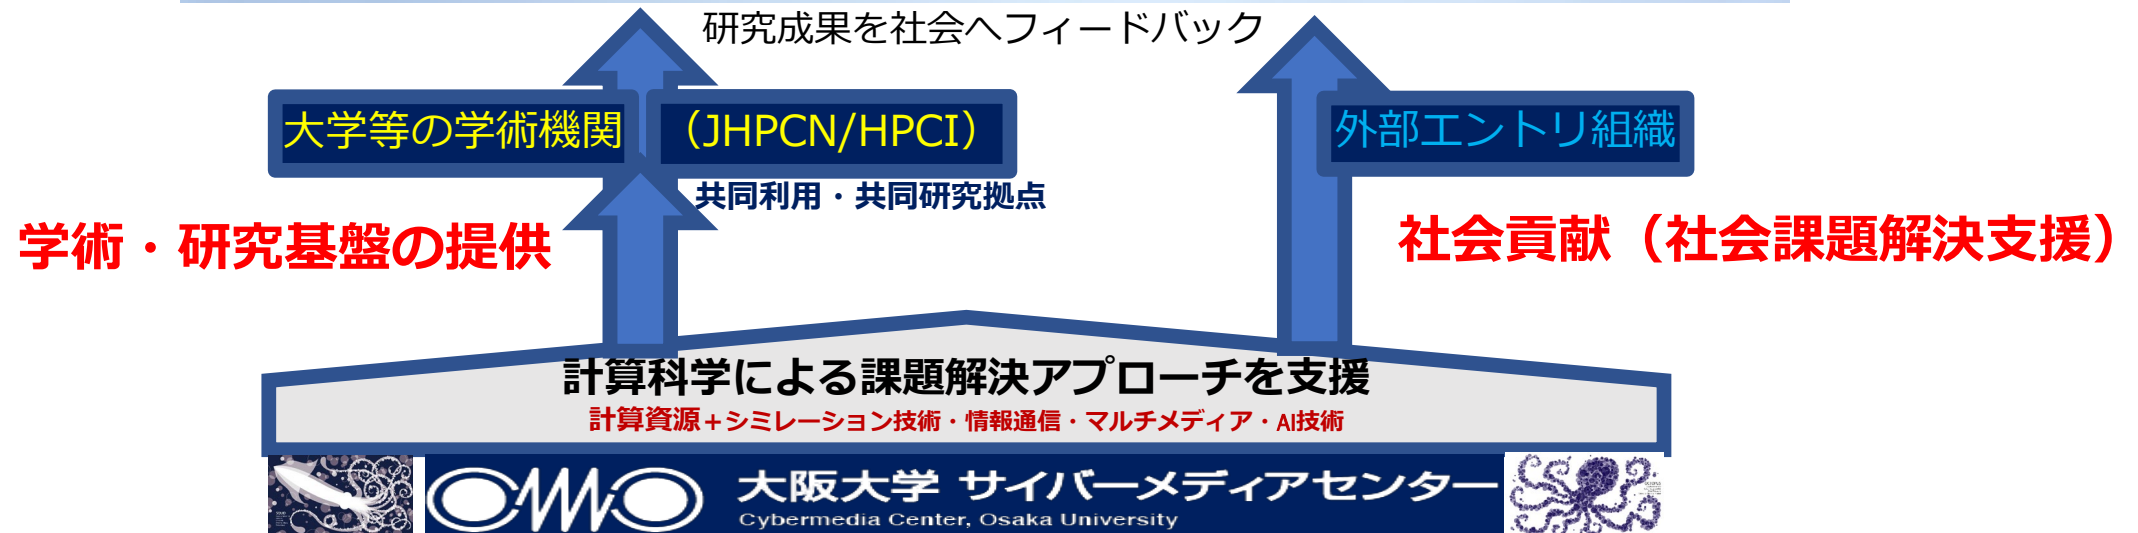 研究成果を社会へフィードバック
大学等の学術機関
（JHPCN/HPCI）
外部エントリ組織
共同利用・共同研究拠点
学術・研究基盤の提供
社会貢献（社会課題解決支援）
計算科学による課題解決アプローチを支援
計算資源+シミレーション技術・情報通信・マルチメディア・AI技術
大阪大学 サイバーメディアセンター
Cybermedia Center, Osaka University